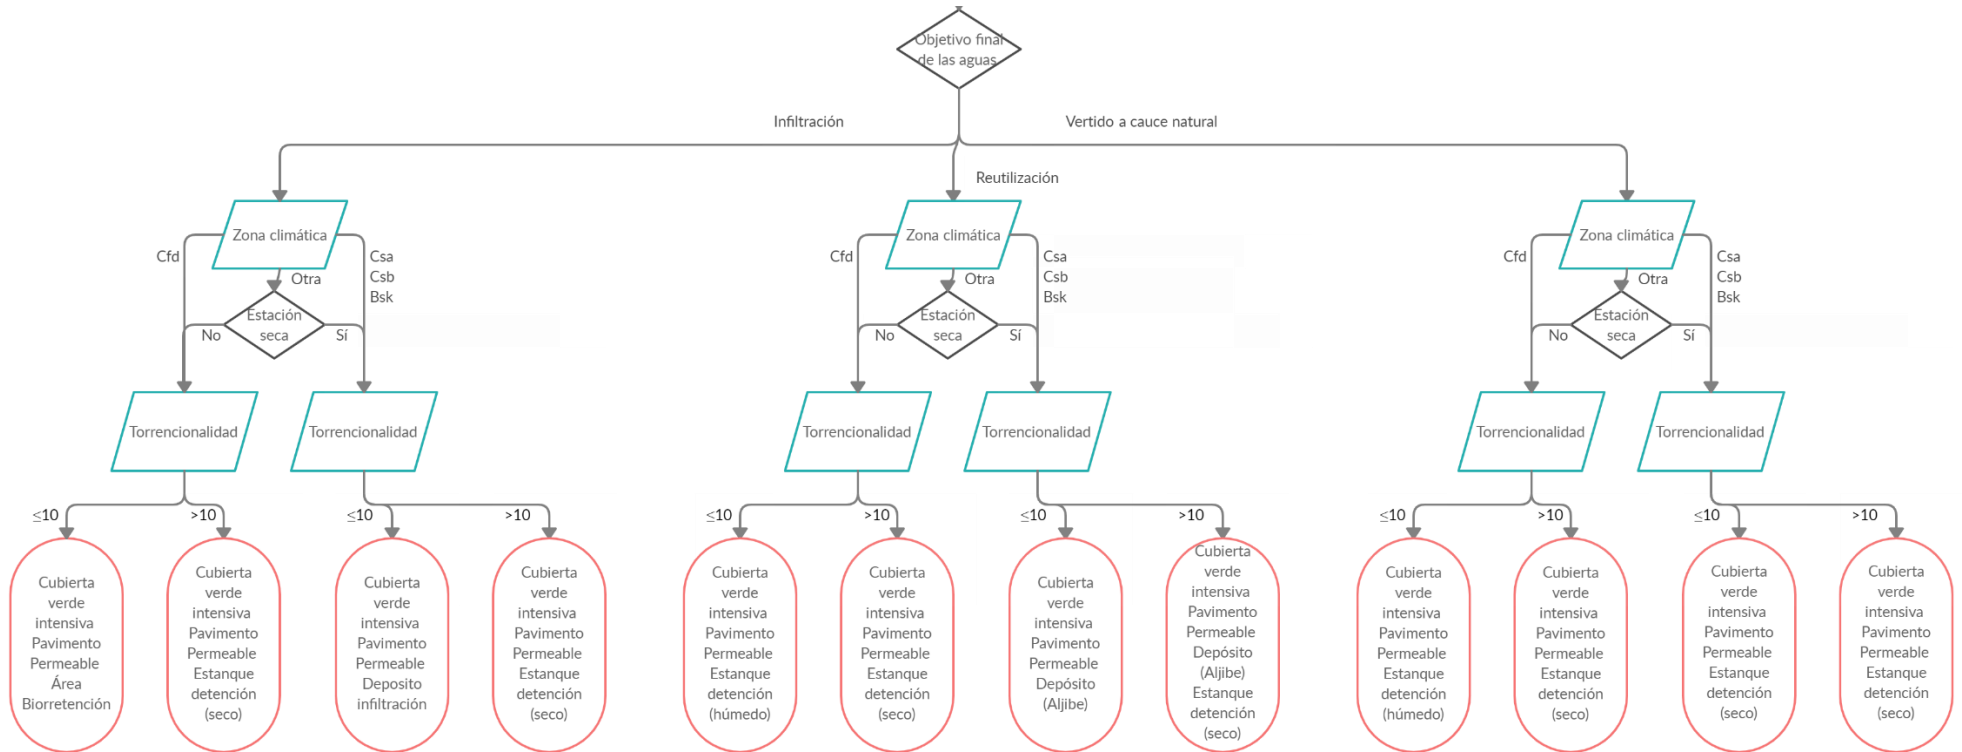 Objetivo final
de las aguas
Infiltración
Vertido a cauce natural
Reutilización
Zona climática
Cfd
Csa
Csb
Bsk
Otra
Estación
seca
No
Sí
Zona climática
Cfd
Csa
Csb
Bsk
Otra
Estación
seca
No
Sí
Zona climática
Cfd
Csa
Csb
Bsk
Otra
Estación
seca
No
Sí
Torrencionalidad
Torrencionalidad
Torrencionalidad
Torrencionalidad
Torrencionalidad
Torrencionalidad
≤10
>10
≤10
>10
≤10
>10
≤10
>10
≤10
>10
≤10
>10
Cubierta
verde
intensiva
Pavimento
Permeable
Área
Biorretención
Cubierta
verde
intensiva
Pavimento
Permeable
Estanque
detención
(seco)
Cubierta
verde
intensiva
Pavimento
Permeable
Deposito
infiltración
Cubierta
verde
intensiva
Pavimento
Permeable
Estanque
detención
(seco)
Cubierta
verde
intensiva
Pavimento
Permeable
Estanque
detención
(húmedo)
Cubierta
verde
intensiva
Pavimento
Permeable
Estanque
detención
(seco)
Cubierta
verde
intensiva
Pavimento
Permeable
Depósito
(Aljibe)
Cubierta
verde
intensiva
Pavimento
Permeable
Depósito
(Aljibe)
Estanque
detención
(seco)
Cubierta
verde
intensiva
Pavimento
Permeable
Estanque
detención
(húmedo)
Cubierta
verde
intensiva
Pavimento
Permeable
Estanque
detención
(seco)
Cubierta
verde
intensiva
Pavimento
Permeable
Estanque
detención
(seco)
Cubierta
verde
intensiva
Pavimento
Permeable
Estanque
detención
(seco)